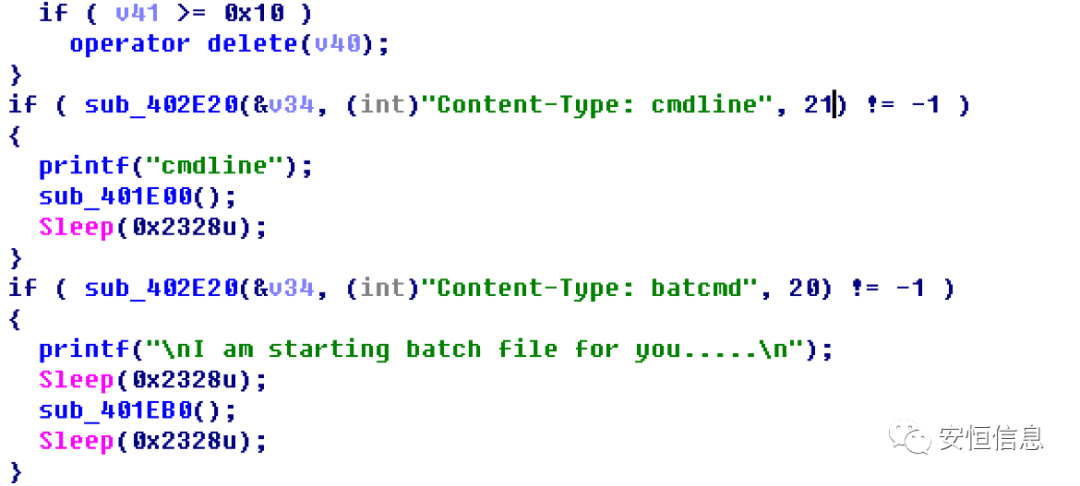 if ( v41 >= 0x10 )
operator delete(v40);
}
if ( sub_402E20(&v34, (int)"Content-Type: cmdline", 21) != -1 )
{
printf("cmdline");
sub_401E00();
Sleep(0x2328u);
}
if ( sub_402E20(&v34, (int)"Content-Type: batcmd", 20) != -1 )
{
printf("\nI am starting batch file for you.....\n");
Sleep(0x2328u);
sub_401EB0();
Sleep(0x2328u);
}
安恒信息